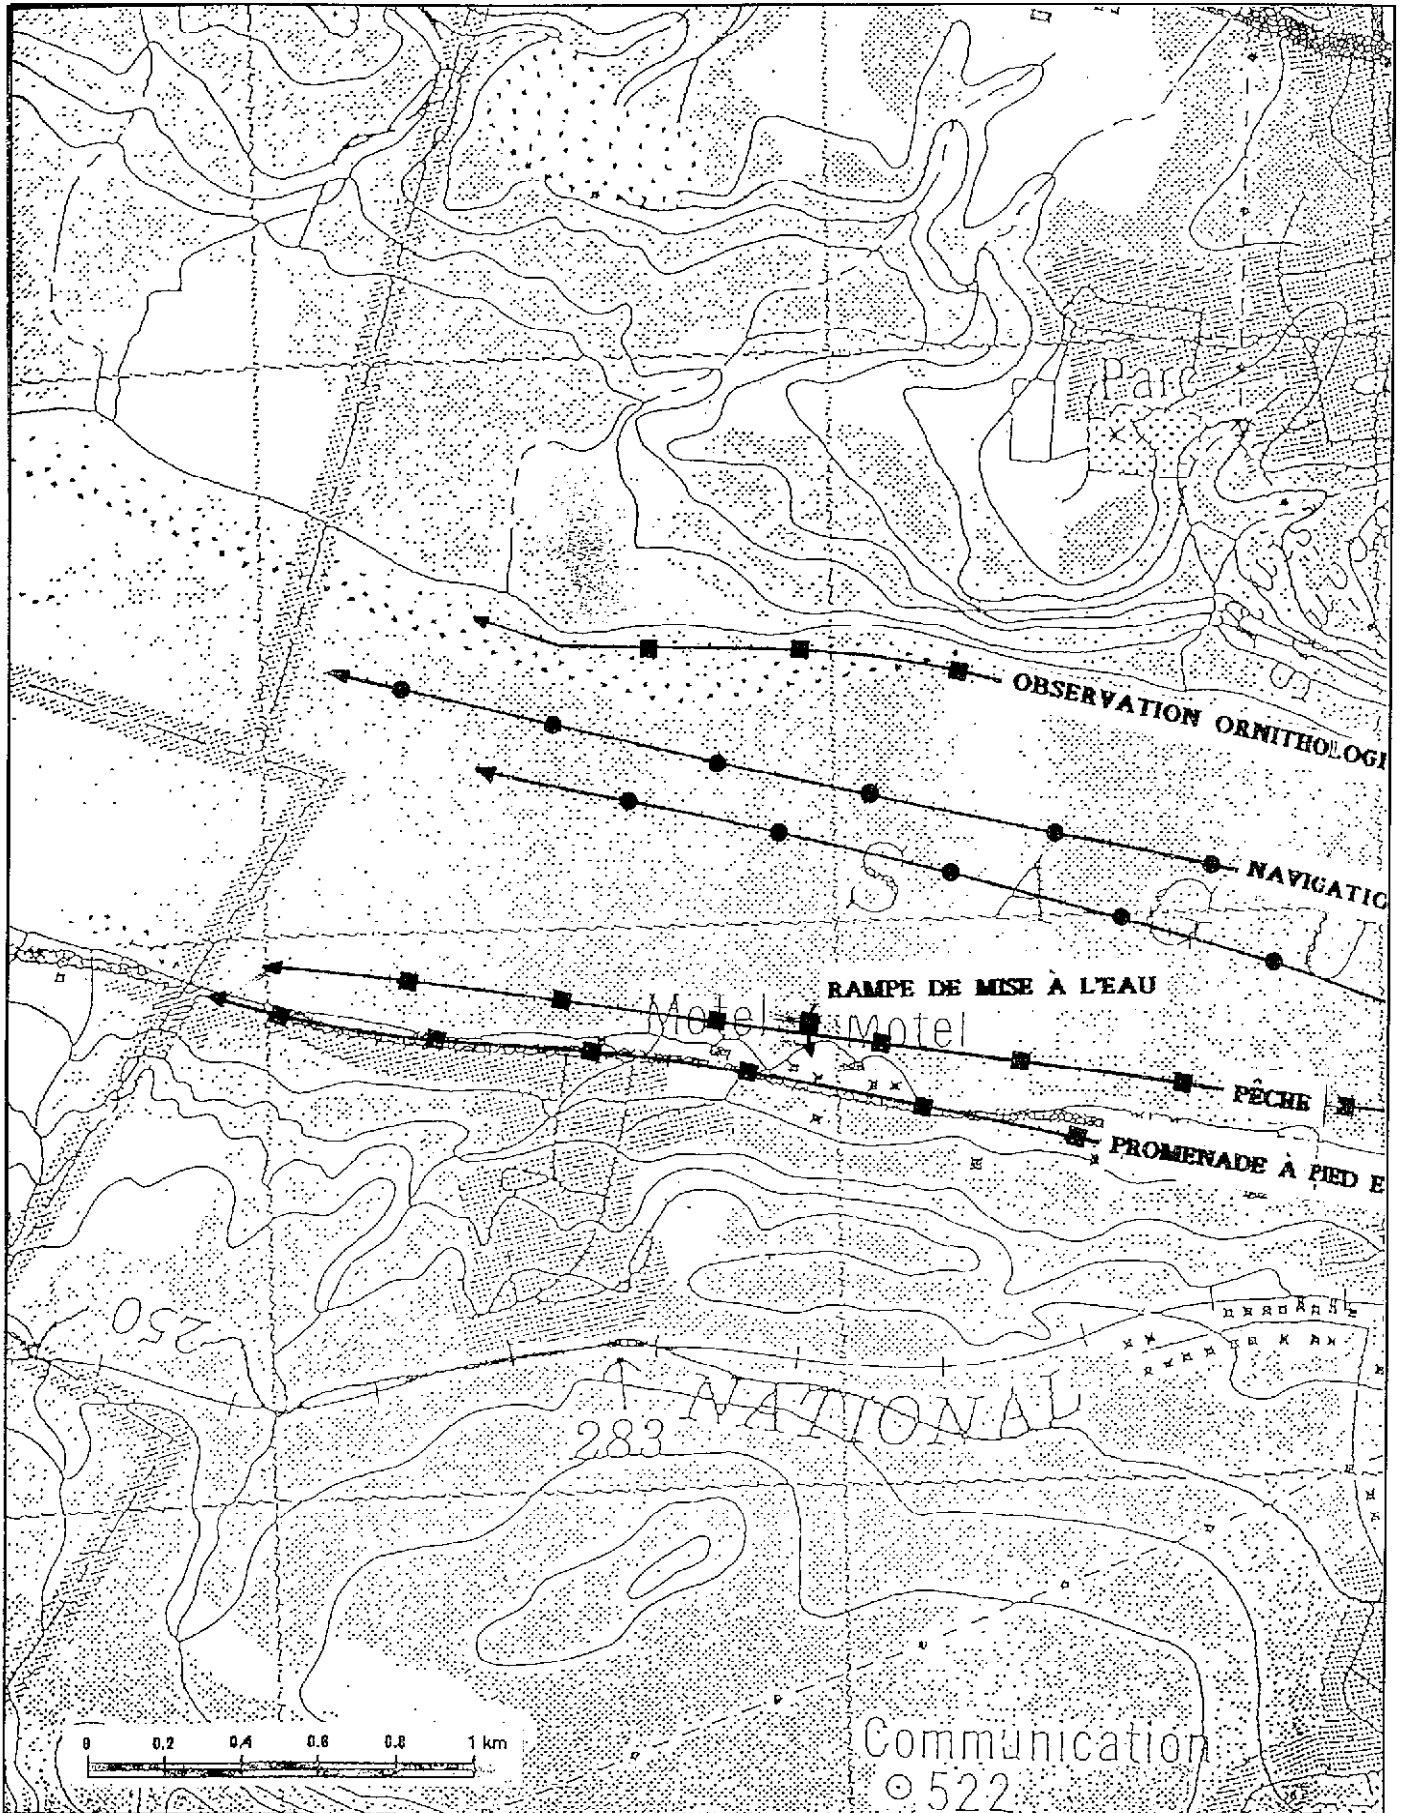 Parc
OBSERVATION ORNITHOLOGI
S A G U
NAVIGATIO
RAMPE DE MISE À L'EAU
Motel Motel
PÊCHE
PROMENADE À PIED E
250
NATIONAL
283
0 0,2 0,4 0,6 0,8 1 km
Communication
522